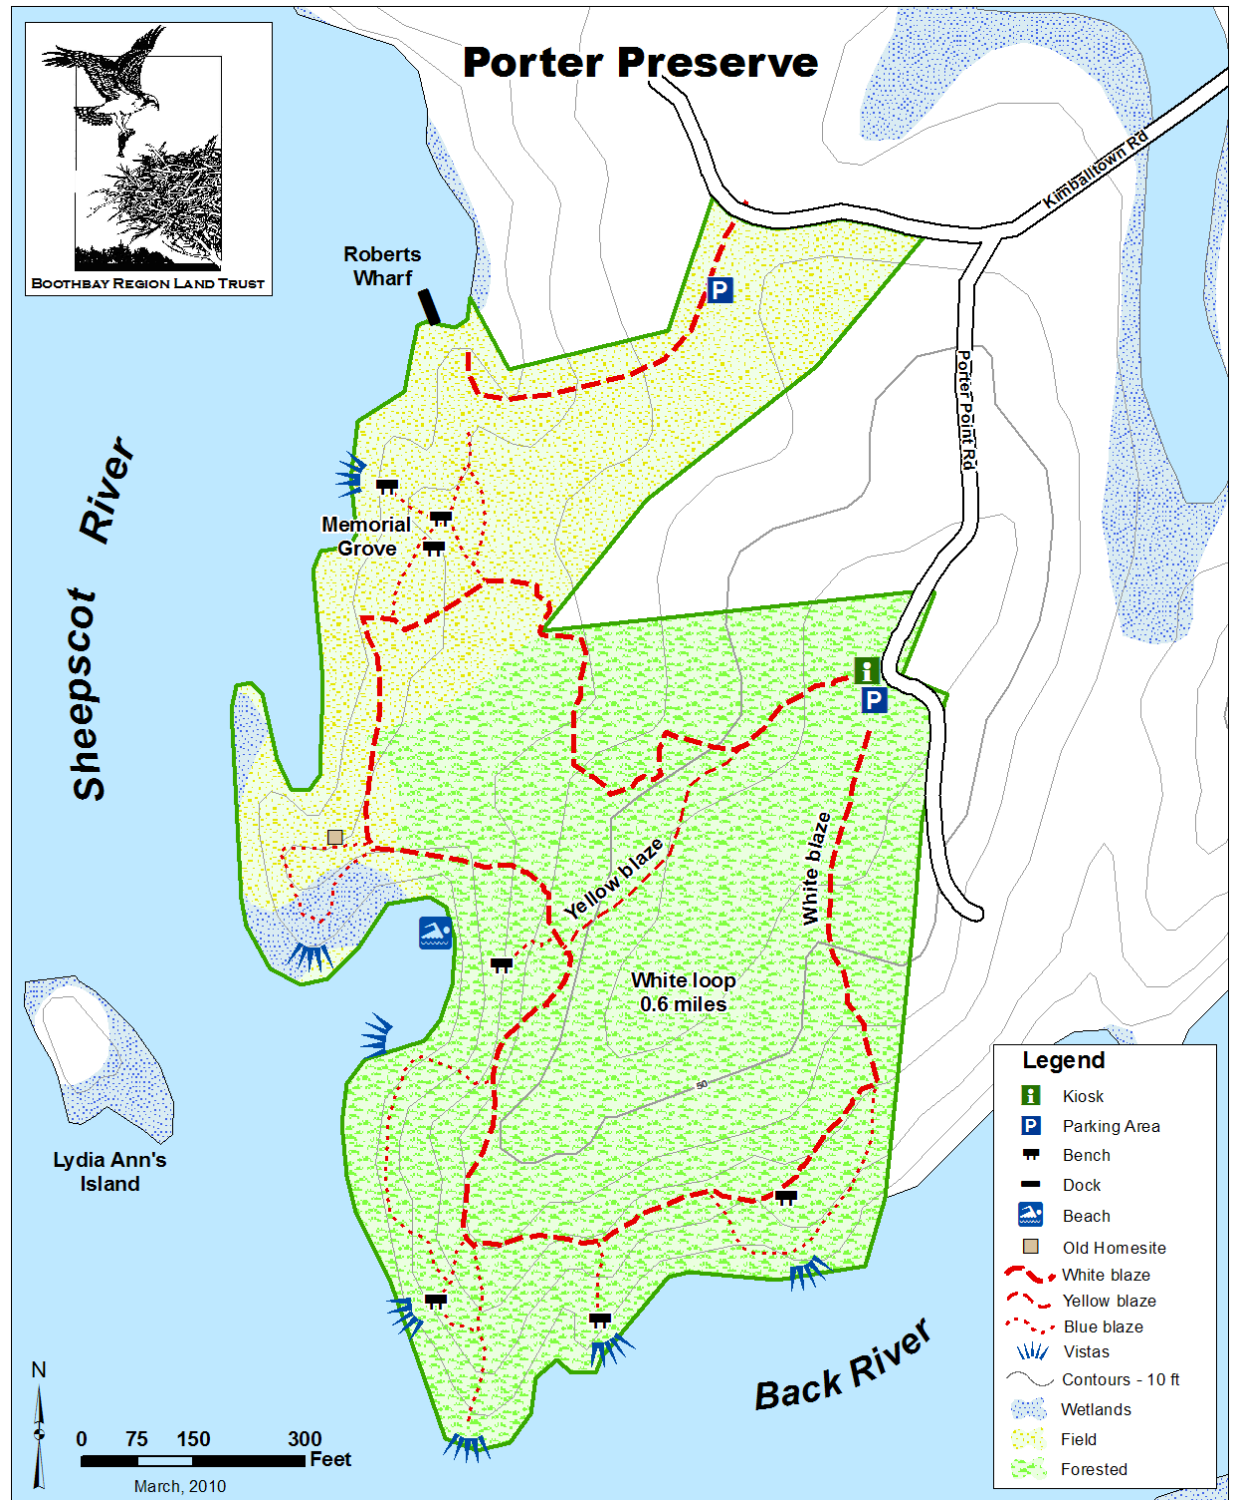 Porter Preserve
BOOTHBAY REGION LAND TRUST
Kimballtown Rd
Roberts
Wharf
P
Porter Point Rd
Sheepscot River
Memorial
Grove
i
P
White blaze
Yellow blaze
White loop
0.6 miles
50
Lydia Ann's
Island
Back River
N
0 75 150 300
Feet
March, 2010
Legend
i Kiosk
P Parking Area
Bench
Dock
Beach
Old Homesite
White blaze
Yellow blaze
Blue blaze
Vistas
Contours - 10 ft
Wetlands
Field
Forested